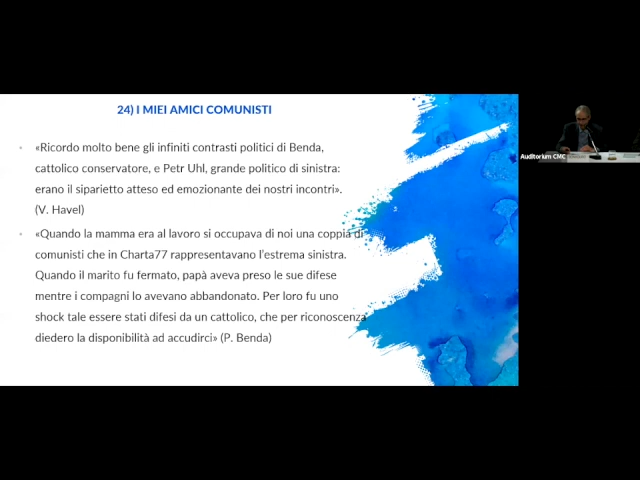 24) I MIEI AMICI COMUNISTI
«Ricordo molto bene gli infiniti contrasti politici di Benda,
cattolico conservatore, e Petr Uhl, grande politico di sinistra:
erano il siparietto atteso ed emozionante dei nostri incontri».
(V. Havel)
«Quando la mamma era al lavoro si occupava di noi una coppia di
comunisti che in Charta77 rappresentavano l'estrema sinistra.
Quando il marito fu fermato, papà aveva preso le sue difese
mentre i compagni lo avevano abbandonato. Per loro fu uno
shock tale essere stati difesi da un cattolico, che per riconoscenza
diedero la disponibilità ad accudirci» (P. Benda)
Auditorium CMC